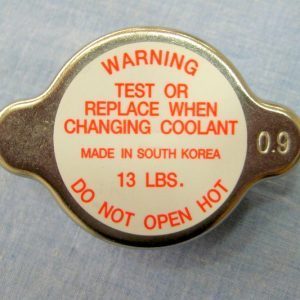 WARNING
TEST OR
REPLACE WHEN
CHANGING COOLANT
MADE IN SOUTH KOREA
13 LBS.
DO NOT OPEN HOT
0.9